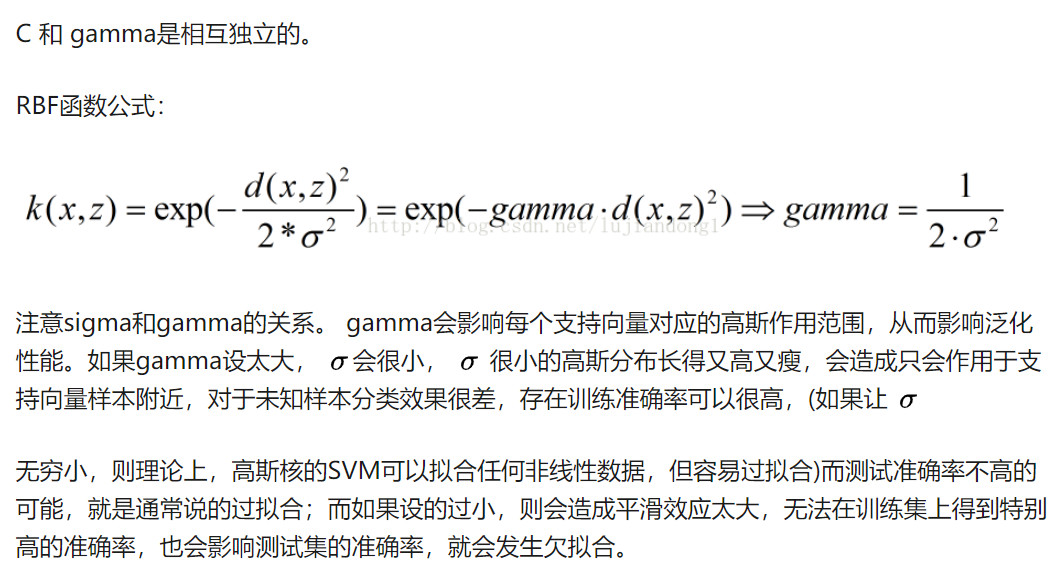 C 和 gamma是相互独立的。
RBF函数公式：
k(x,z) = exp(-\frac{d(x,z)^2}{2*σ^2}) = exp(-gamma·d(x,z)^2) ⇒ gamma = \frac{1}{2·σ^2}
http://blog.csdn.net/lujiandong1
注意sigma和gamma的关系。 gamma会影响每个支持向量对应的高斯作用范围，从而影响泛化
性能。如果gamma设太大， σ 会很小， σ 很小的高斯分布长得又高又瘦，会造成只会作用于支
持向量样本附近，对于未知样本分类效果很差，存在训练准确率可以很高，(如果让 σ
无穷小，则理论上，高斯核的SVM可以拟合任何非线性数据，但容易过拟合)而测试准确率不高的
可能，就是通常说的过拟合；而如果设的过小，则会造成平滑效应太大，无法在训练集上得到特别
高的准确率，也会影响测试集的准确率，就会发生欠拟合。